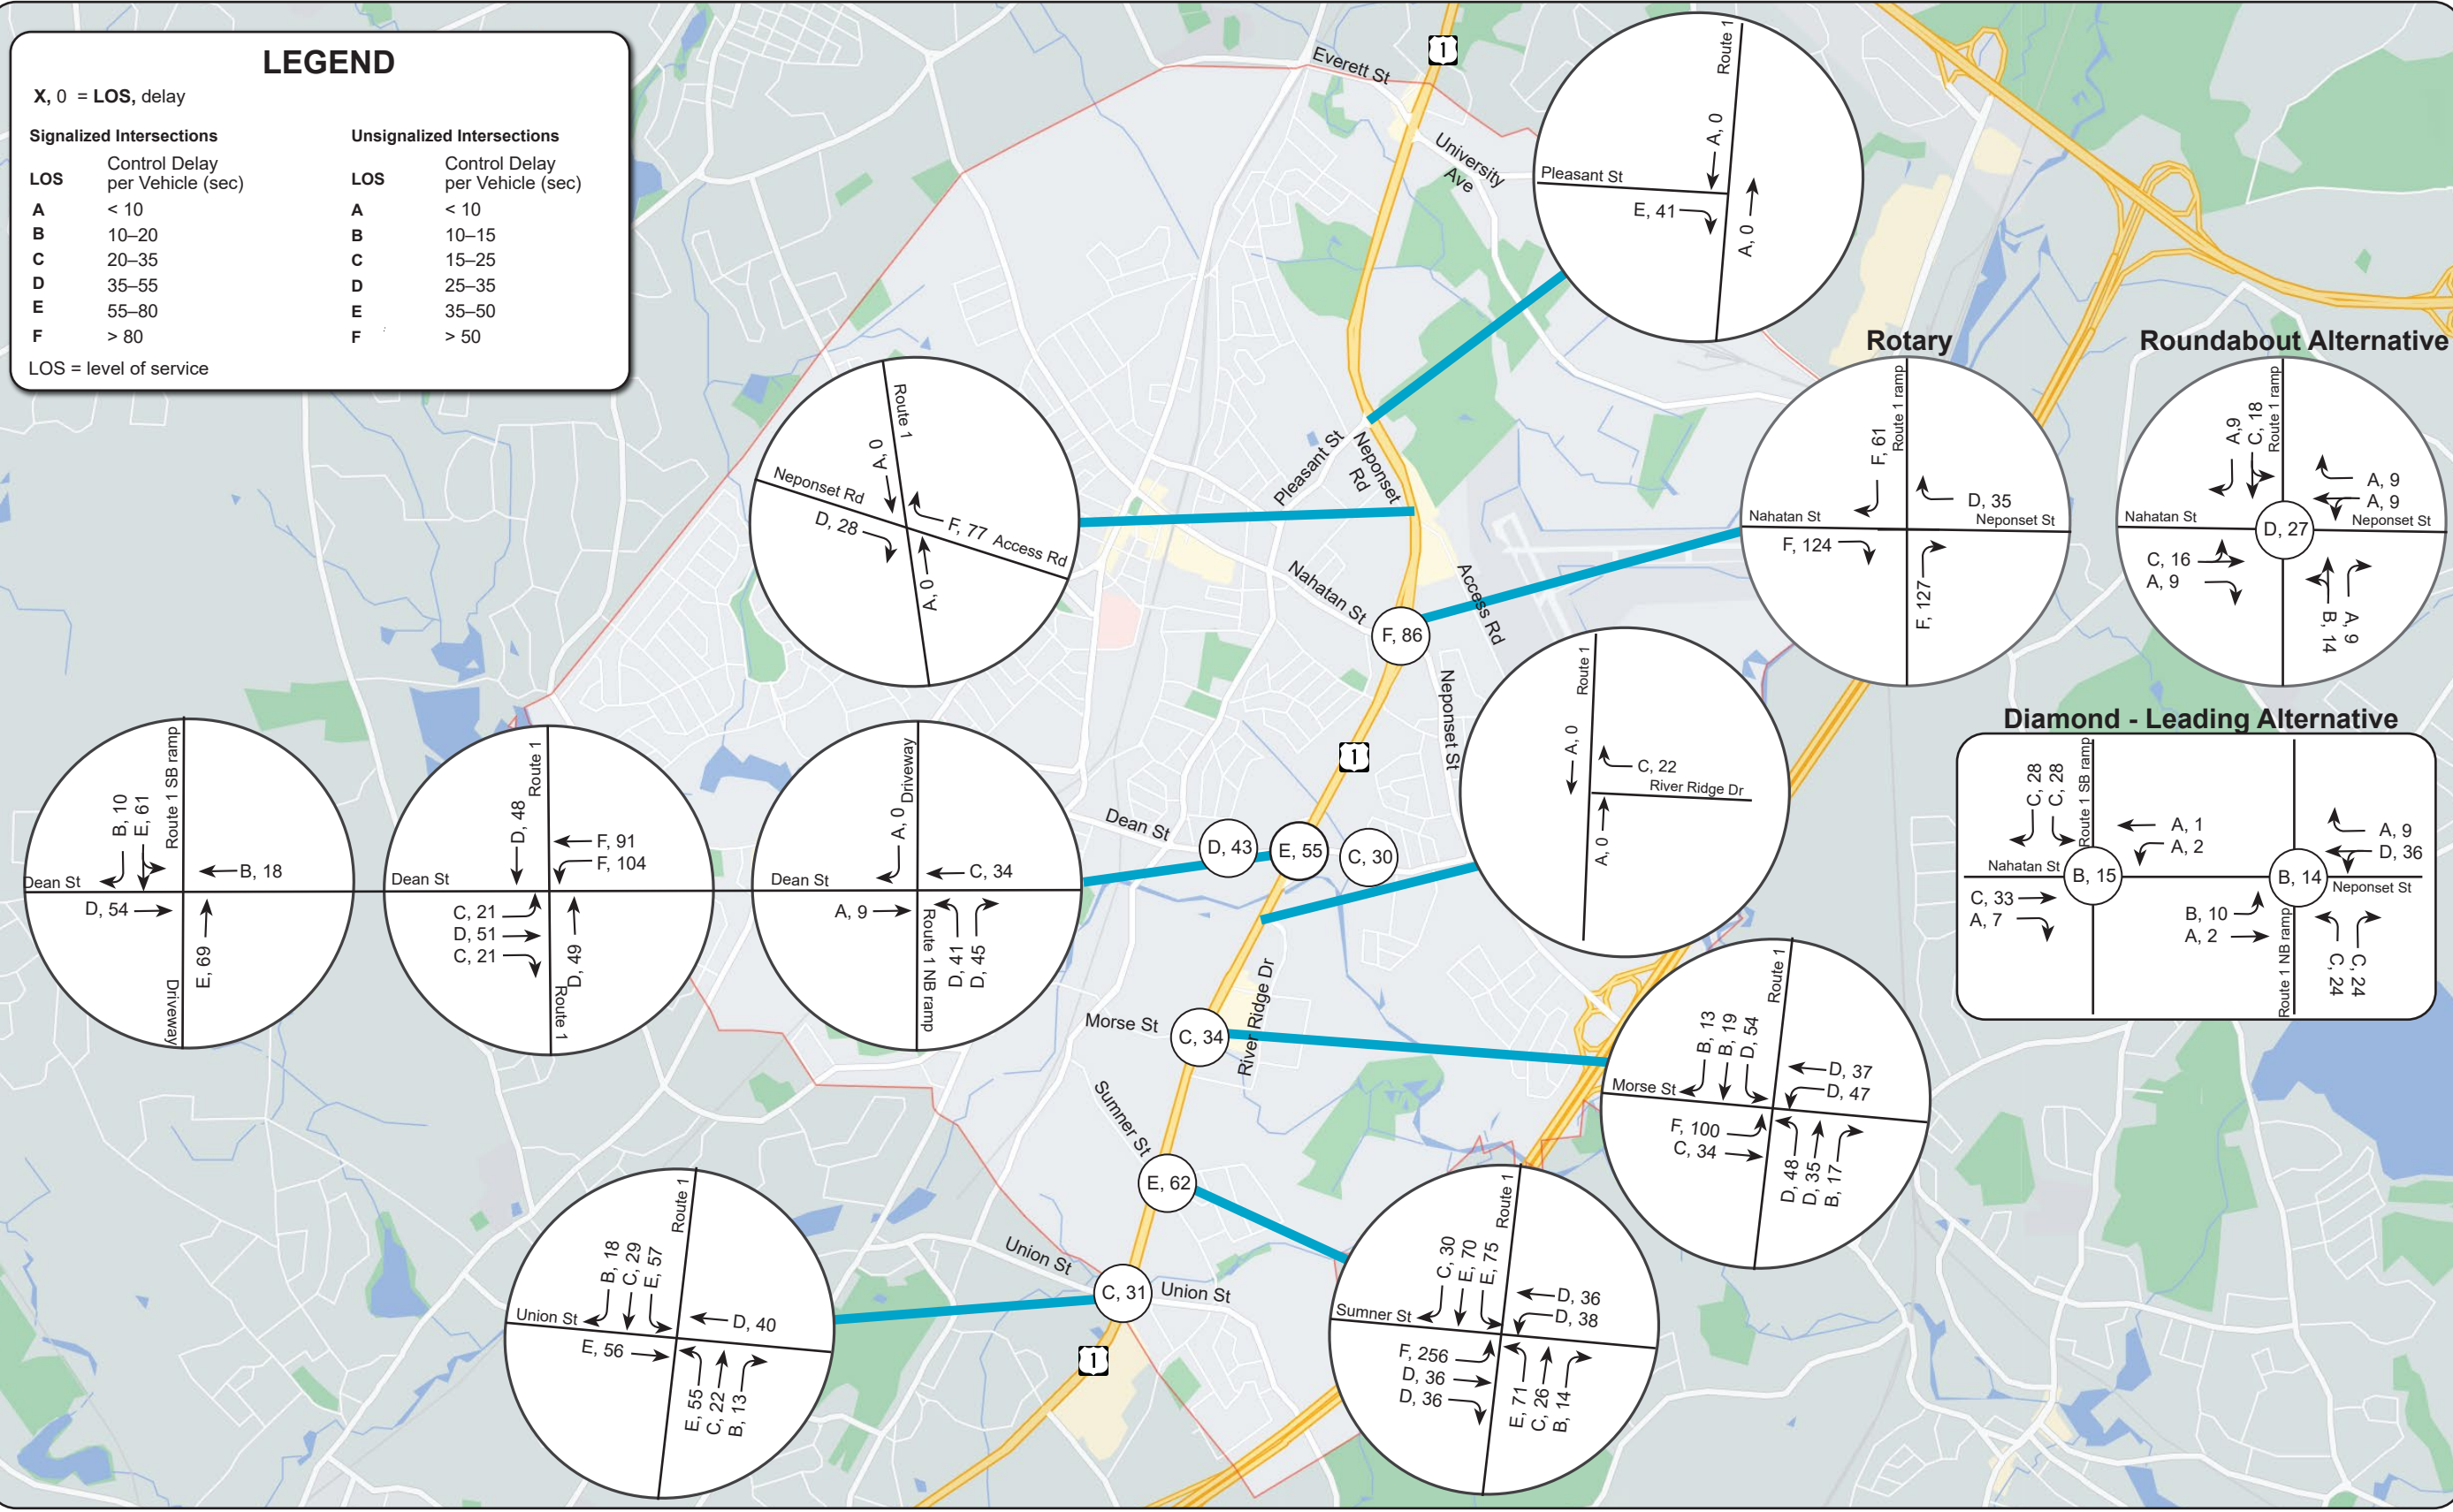 LEGEND
X, 0 = LOS, delay
Signalized Intersections
LOS Control Delay per Vehicle (sec)
A < 10
B 10–20
C 20–35
D 35–55
E 55–80
F > 80
Unsignalized Intersections
LOS Control Delay per Vehicle (sec)
A < 10
B 10–15
C 15–25
D 25–35
E 35–50
F > 50
LOS = level of service
Everett St
1
University Ave
Pleasant St
Neponset Rd
Nahatan St
Access Rd
F, 86
Neponset St
1
Dean St
D, 43
E, 55
C, 30
River Ridge Dr
Morse St
C, 34
Sumner St
E, 62
Union St
C, 31
Union St
1
Route 1
A, 0
Pleasant St
E, 41
A, 0
Route 1
A, 0
Neponset Rd
D, 28
F, 77
Access Rd
A, 0
Rotary
Route 1 ramp
F, 61
D, 35
Nahatan St
Neponset St
F, 124
F, 127
Roundabout Alternative
Route 1 ramp
A,9
C, 18
A, 9
A, 9
Nahatan St
D, 27
Neponset St
C, 16
A, 9
B, 14
A, 9
Route 1
A, 0
C, 22
River Ridge Dr
A, 0
Diamond - Leading Alternative
Route 1 SB ramp
C, 28
C, 28
A, 1
A, 2
A, 9
D, 36
Nahatan St
B, 15
B, 14
Neponset St
C, 33
A, 7
B, 10
A, 2
Route 1 NB ramp
C, 24
C, 24
Route 1 SB ramp
B, 10
E, 61
B, 18
Dean St
D, 54
E, 69
Driveway
Route 1
D, 48
F, 91
F, 104
Dean St
C, 21
D, 51
C, 21
D, 49
Route 1
Driveway
A, 0
C, 34
Dean St
A, 9
Route 1 NB ramp
D, 41
D, 45
Route 1
B, 13
B, 19
D, 54
D, 37
D, 47
Morse St
F, 100
C, 34
D, 48
D, 35
B, 17
Route 1
B, 18
C, 29
E, 57
D, 40
Union St
E, 56
E, 55
C, 22
B, 13
Route 1
C, 30
E, 70
E, 75
D, 36
D, 38
Sumner St
F, 256
D, 36
D, 36
E, 71
C, 26
B, 14